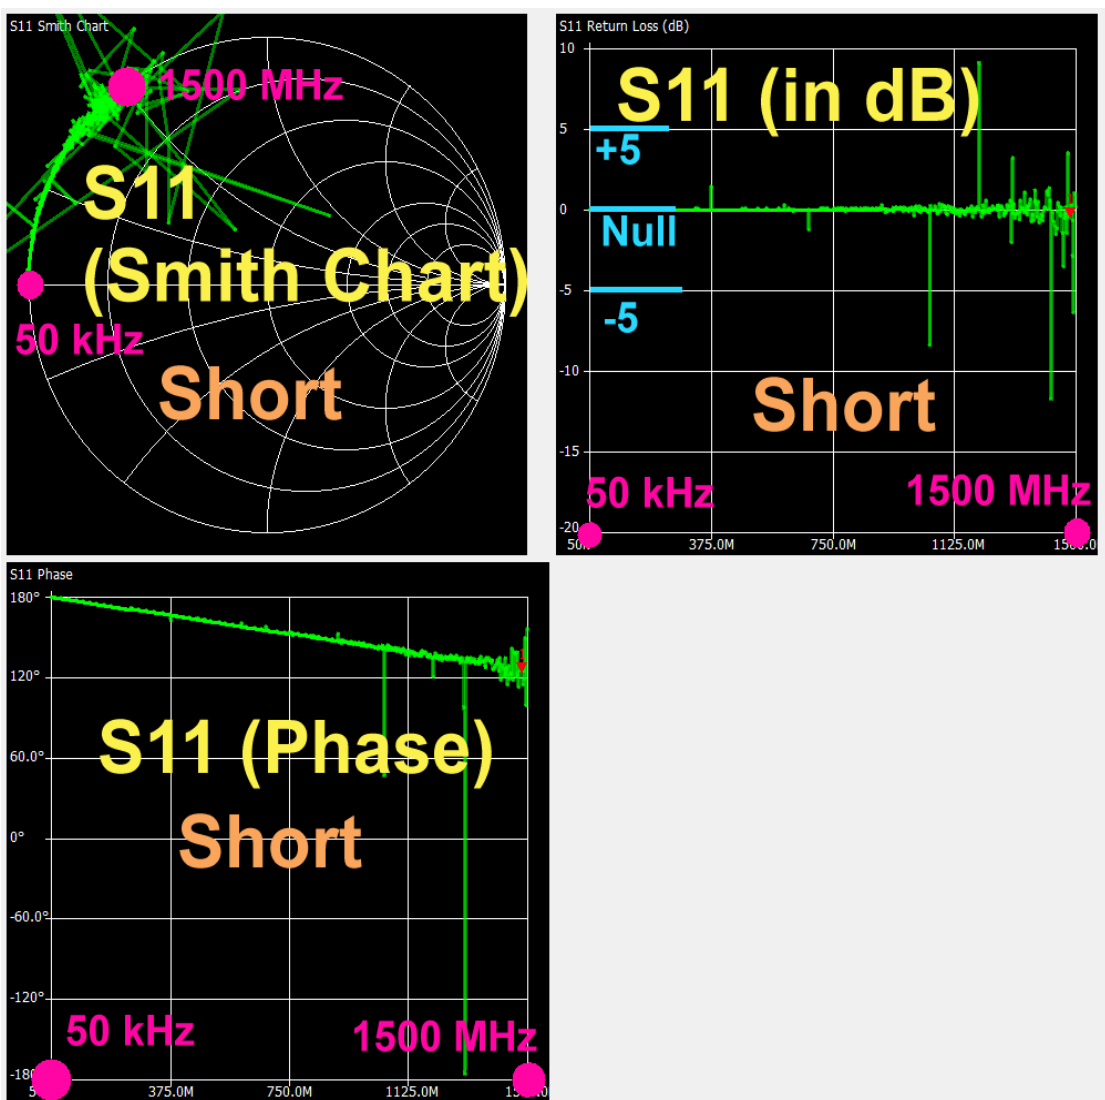 S11 Smith Chart
1500 MHz
S11
(Smith Chart)
50 kHz
Short
S11 Return Loss (dB)
10
S11 (in dB)
5
+5
0
Null
-5
-5
-10
Short
-15
50 kHz
1500 MHz
-20
375.0M
750.0M
1125.0M
S11 Phase
180°
120°
S11 (Phase)
60.0°
Short
0°
-60.0°
-120°
50 kHz
1500 MHz
375.0M
750.0M
1125.0M